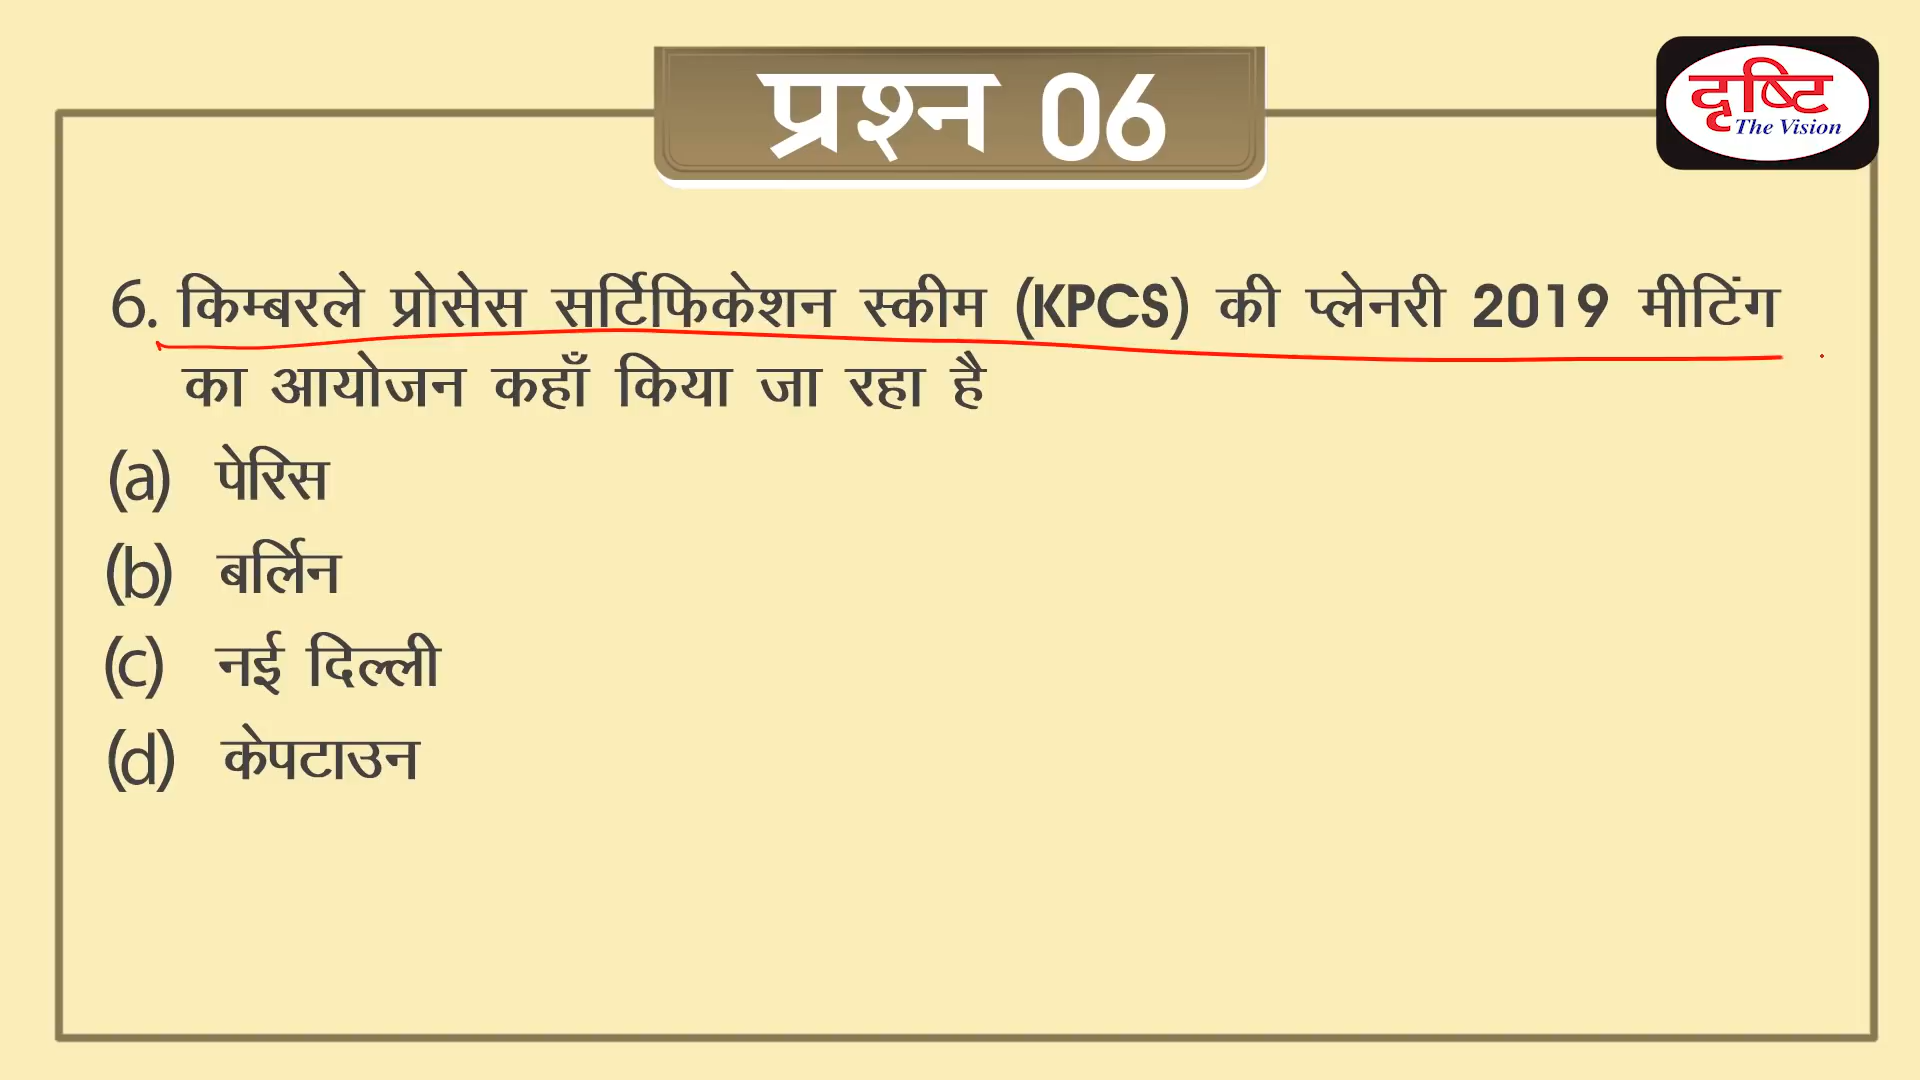 प्रश्न 06
दृष्टि
The Vision
6. किम्बरले प्रोसेस सर्टिफिकेशन स्कीम (KPCS) की प्लेनरी 2019 मीटिंग
का आयोजन कहाँ किया जा रहा है
(a) पेरिस
(b) बर्लिन
(c) नई दिल्ली
(d) केपटाउन